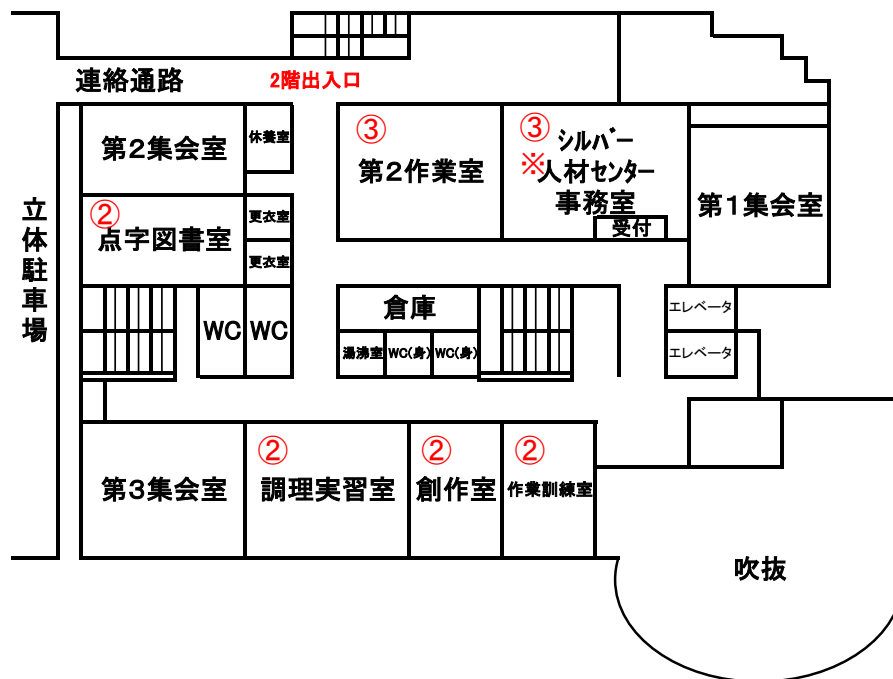 連絡通路
2階出入口
第2集会室
休養室
③
第2作業室
③
※
シルバー
人材センター
事務室
受付
第1集会室
立体駐車場
②
点字図書室
更衣室
更衣室
WC
WC
倉庫
湯沸室
WC(身)
WC(身)
エレベータ
エレベータ
第3集会室
②
調理実習室
②
創作室
②
作業訓練室
吹抜